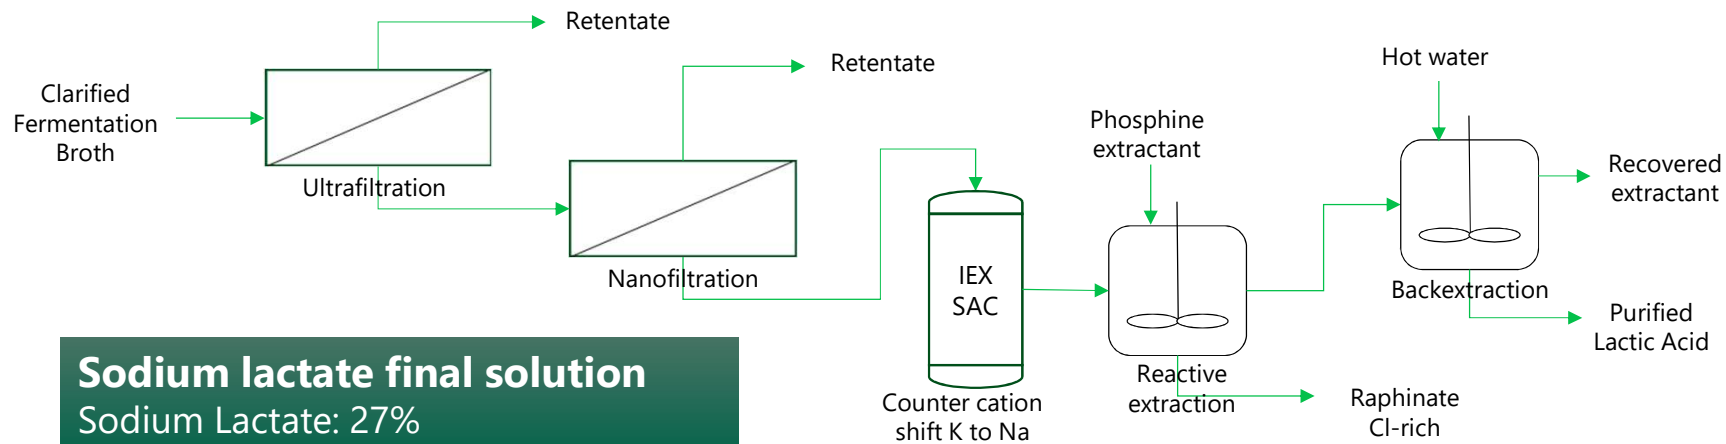 Retentate
Retentate
Hot water
Clarified
Fermentation
Broth
Phosphine
extractant
Recovered
extractant
Ultrafiltration
Nanofiltration
IEX
SAC
Backextraction
Purified
Lactic Acid
Sodium lactate final solution
Sodium Lactate: 27%
Counter cation
shift K to Na
Reactive
extraction
Raphinate
Cl-rich